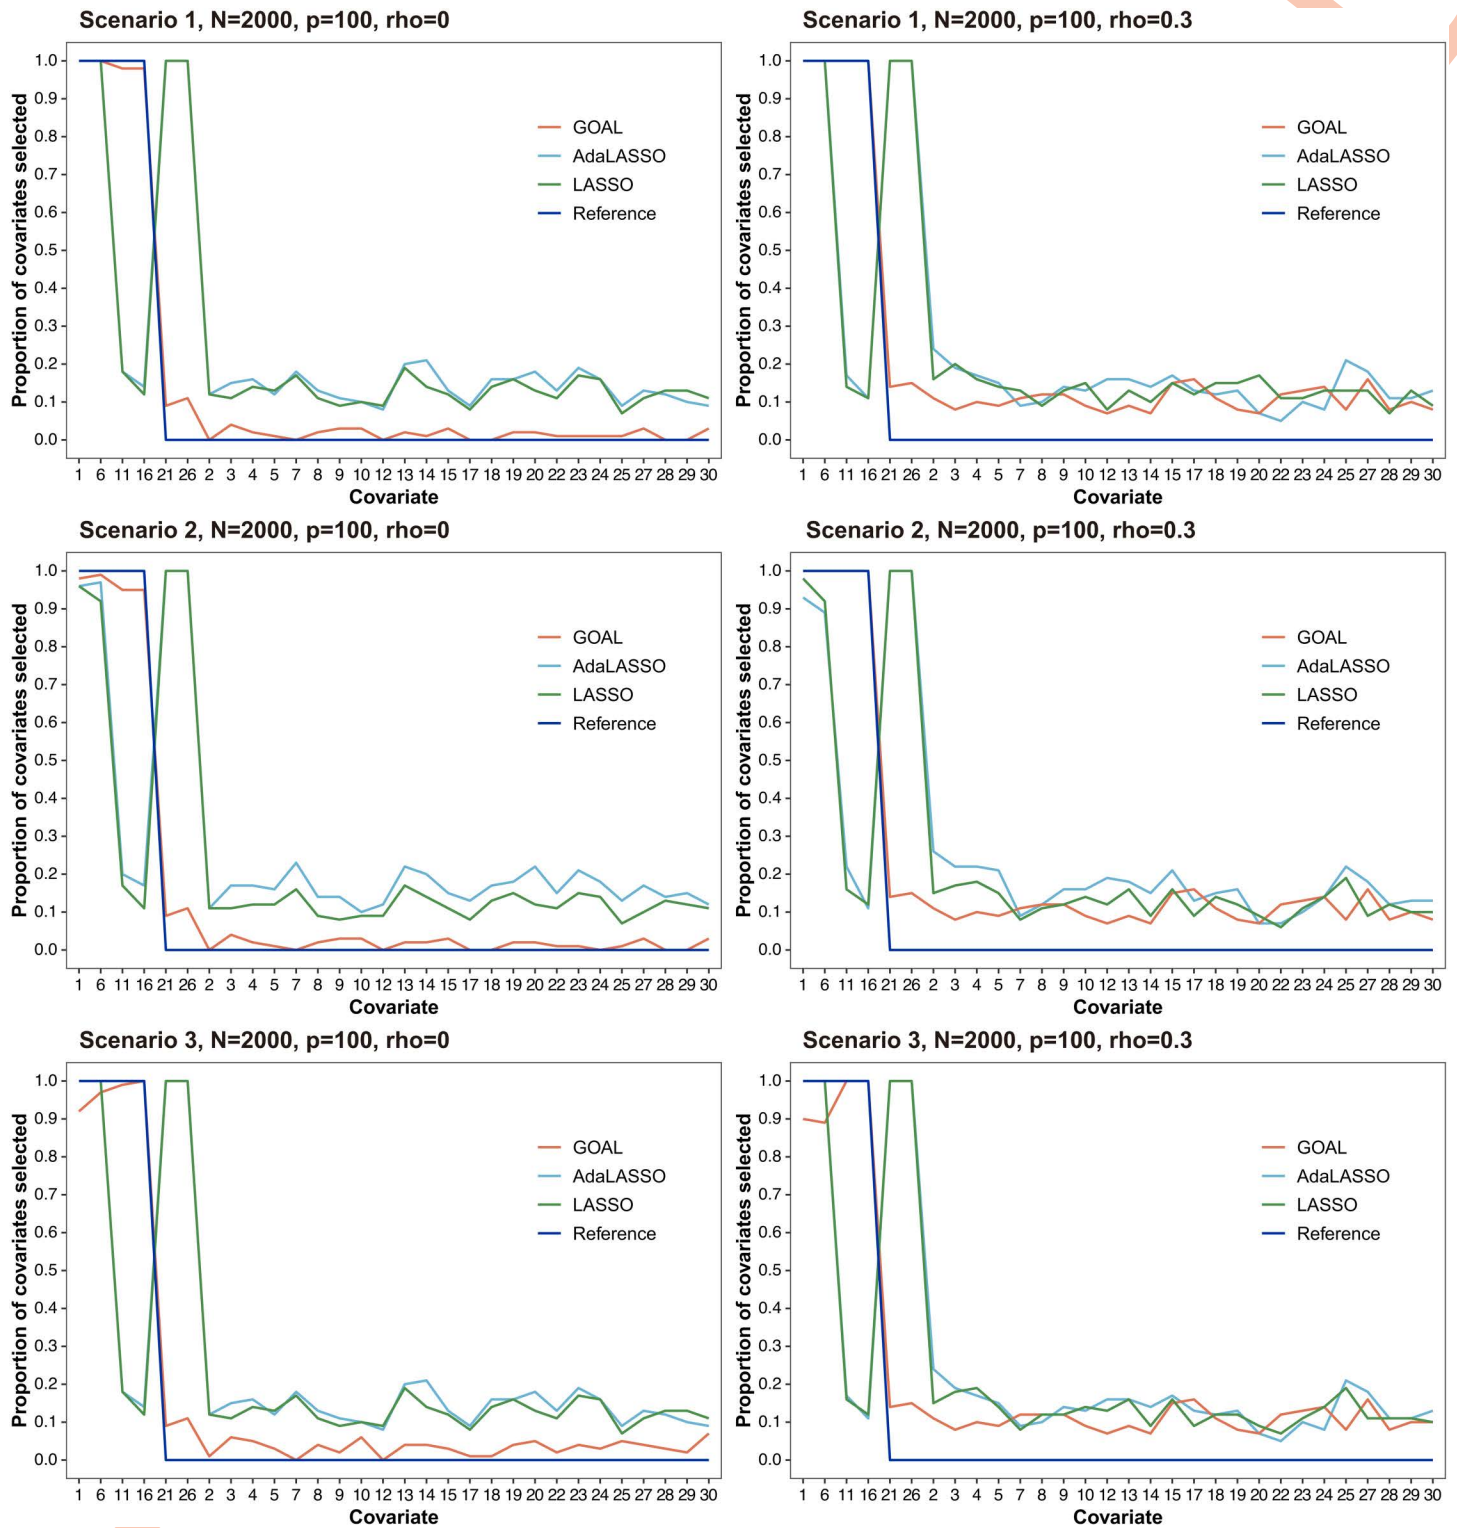 Scenario 1, N=2000, p=100, rho=0
Proportion of covariates selected
1.0
0.9
0.8
0.7
0.6
0.5
0.4
0.3
0.2
0.1
0.0
GOAL
AdaLASSO
LASSO
Reference
1 6 11 16 21 26 2 3 4 5 7 8 9 10 12 13 14 15 17 18 19 20 22 23 24 25 27 28 29 30
Covariate
Scenario 1, N=2000, p=100, rho=0.3
Proportion of covariates selected
1.0
0.9
0.8
0.7
0.6
0.5
0.4
0.3
0.2
0.1
0.0
GOAL
AdaLASSO
LASSO
Reference
1 6 11 16 21 26 2 3 4 5 7 8 9 10 12 13 14 15 17 18 19 20 22 23 24 25 27 28 29 30
Covariate
Scenario 2, N=2000, p=100, rho=0
Proportion of covariates selected
1.0
0.9
0.8
0.7
0.6
0.5
0.4
0.3
0.2
0.1
0.0
GOAL
AdaLASSO
LASSO
Reference
1 6 11 16 21 26 2 3 4 5 7 8 9 10 12 13 14 15 17 18 19 20 22 23 24 25 27 28 29 30
Covariate
Scenario 2, N=2000, p=100, rho=0.3
Proportion of covariates selected
1.0
0.9
0.8
0.7
0.6
0.5
0.4
0.3
0.2
0.1
0.0
GOAL
AdaLASSO
LASSO
Reference
1 6 11 16 21 26 2 3 4 5 7 8 9 10 12 13 14 15 17 18 19 20 22 23 24 25 27 28 29 30
Covariate
Scenario 3, N=2000, p=100, rho=0
Proportion of covariates selected
1.0
0.9
0.8
0.7
0.6
0.5
0.4
0.3
0.2
0.1
0.0
GOAL
AdaLASSO
LASSO
Reference
1 6 11 16 21 26 2 3 4 5 7 8 9 10 12 13 14 15 17 18 19 20 22 23 24 25 27 28 29 30
Covariate
Scenario 3, N=2000, p=100, rho=0.3
Proportion of covariates selected
1.0
0.9
0.8
0.7
0.6
0.5
0.4
0.3
0.2
0.1
0.0
GOAL
AdaLASSO
LASSO
Reference
1 6 11 16 21 26 2 3 4 5 7 8 9 10 12 13 14 15 17 18 19 20 22 23 24 25 27 28 29 30
Covariate